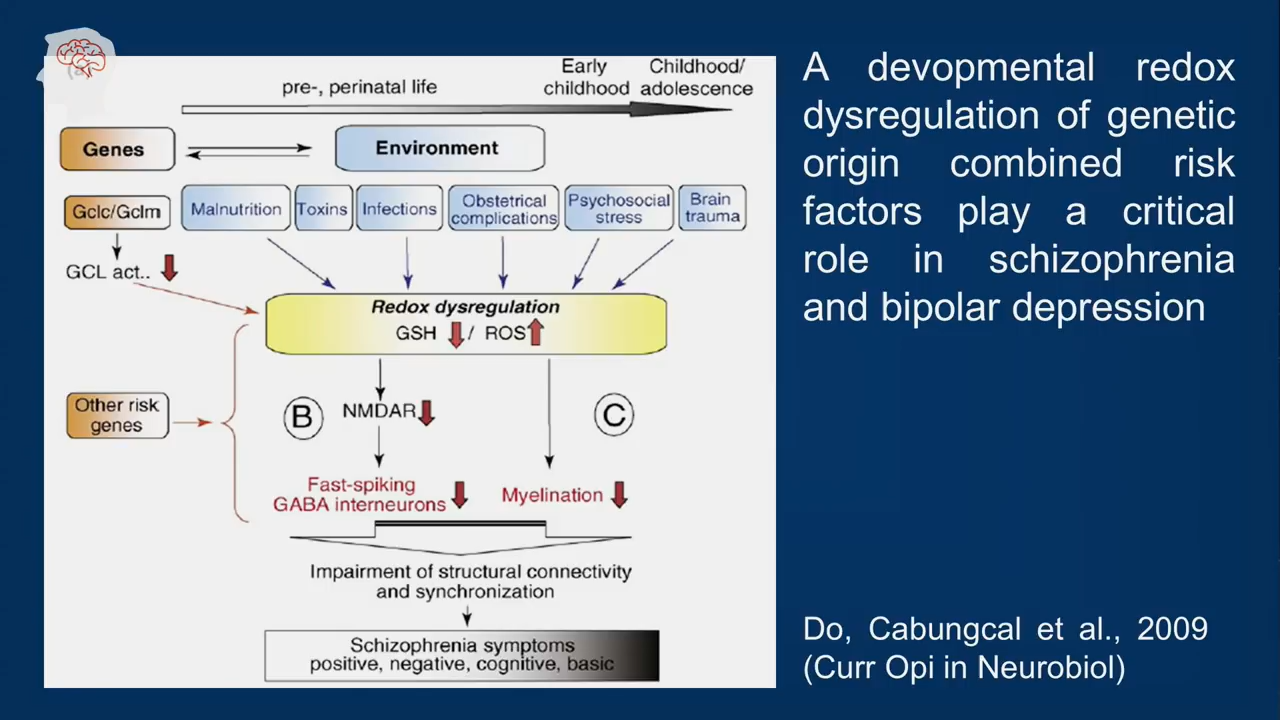 pre-, perinatal life
Early
childhood
Childhood/
adolescence
Genes
Environment
Gclc/Gclm
Malnutrition
Toxins
Infections
Obstetrical
complications
Psychosocial
stress
Brain
trauma
GCL act..
Redox dysregulation
GSH / ROS
Other risk
genes
B
NMDAR
C
Fast-spiking
GABA interneurons
Myelination
Impairment of structural connectivity
and synchronization
Schizophrenia symptoms
positive, negative, cognitive, basic
A devopmental redox
dysregulation of genetic
origin combined risk
factors play a critical
role in schizophrenia
and bipolar depression
Do, Cabungcal et al., 2009
(Curr Opi in Neurobiol)